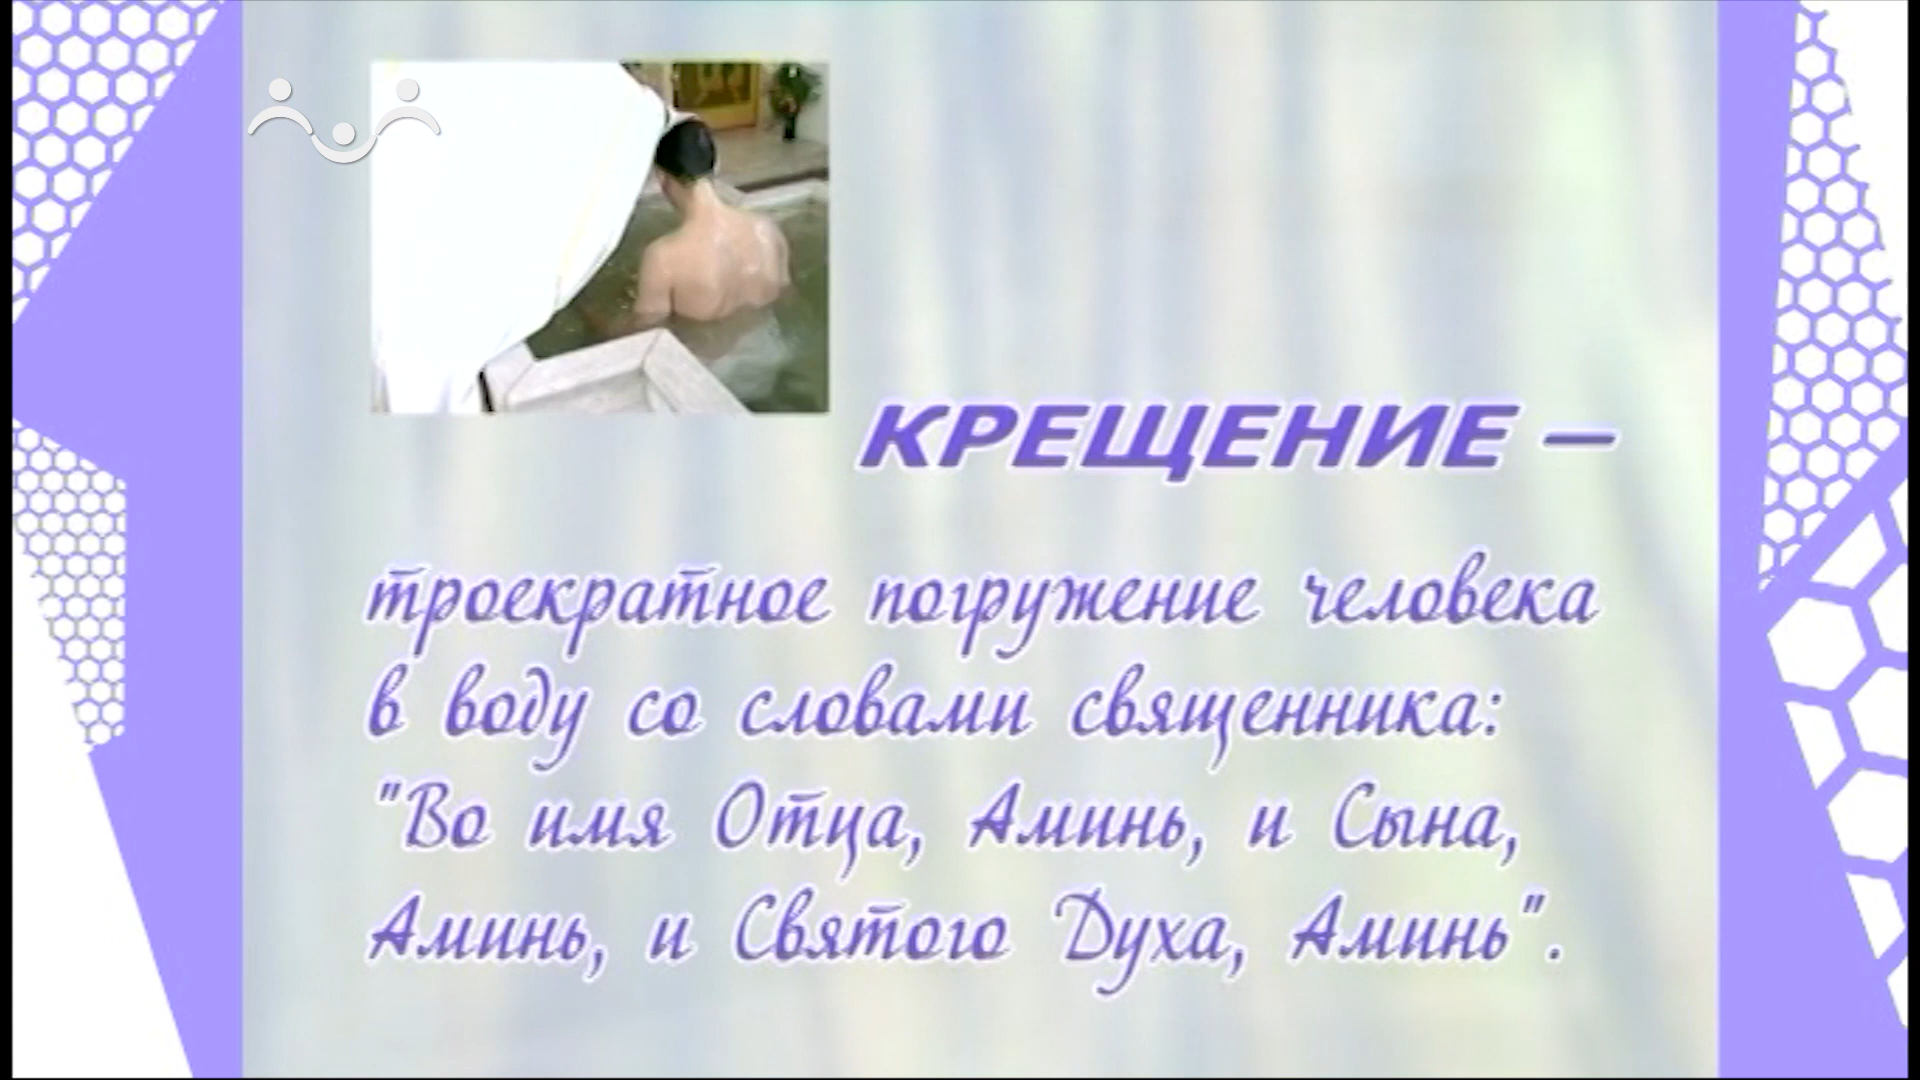 КРЕЩЕНИЕ –
троекратное погружение человека
в воду со словами священника:
"Во имя Отца, Аминь, и Сына,
Аминь, и Святого Духа, Аминь".